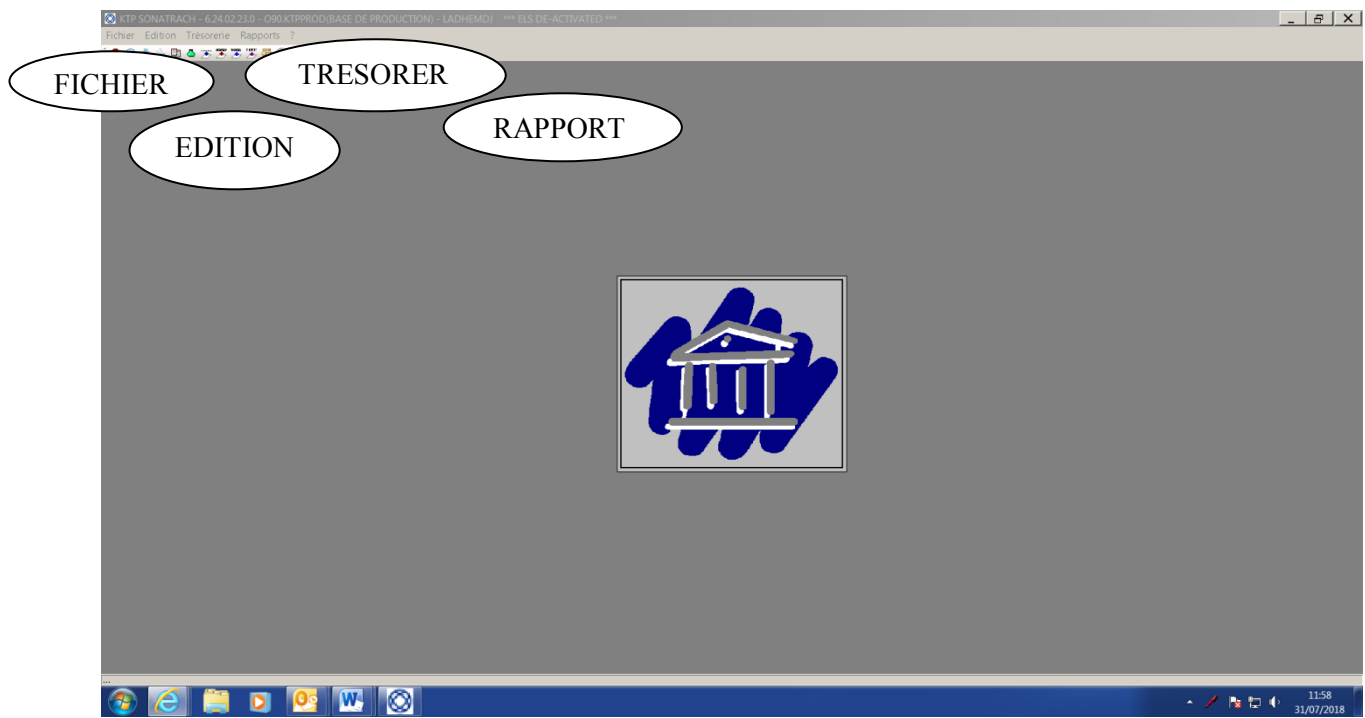 KTP SONATRACH - 6.24.02.23.0 - O90.KTPPROD(BASE DE PRODUCTION) - LADHEMDJ *** ELS DE-ACTIVATED ***
Fichier Edition Trésorerie Rapports ?
FICHIER
TRESORER
EDITION
RAPPORT
...
11:58
31/07/2018